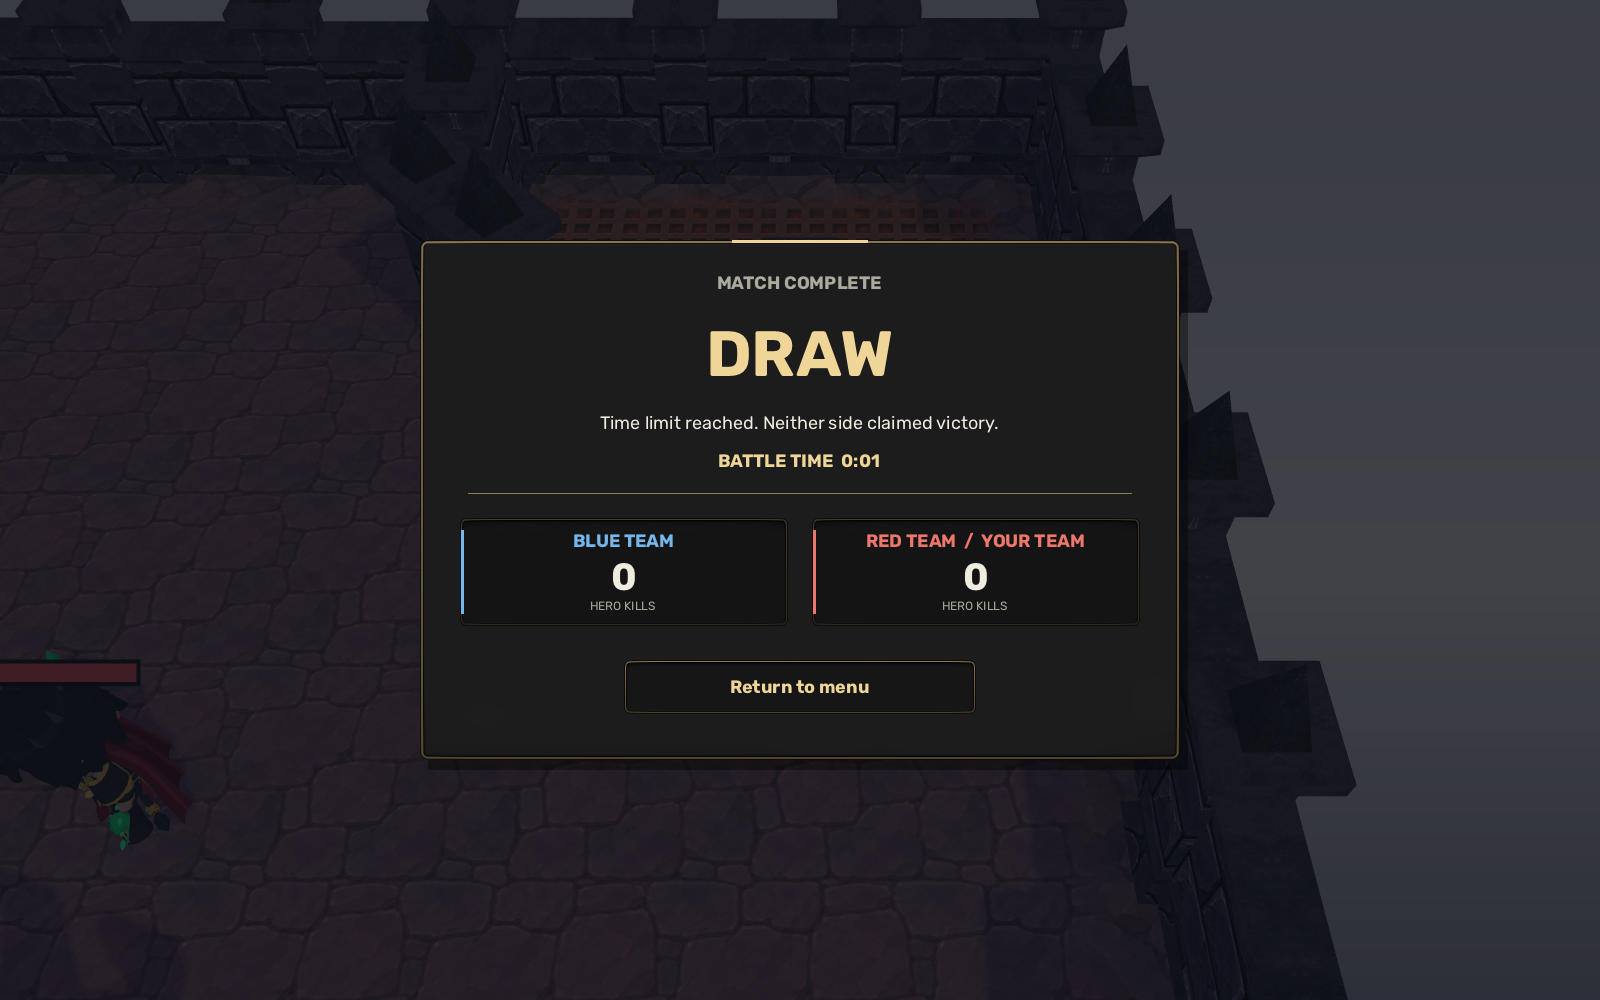 MATCH COMPLETE
DRAW
Time limit reached. Neither side claimed victory.
BATTLE TIME 0:01
BLUE TEAM
0
HERO KILLS
RED TEAM / YOUR TEAM
0
HERO KILLS
Return to menu